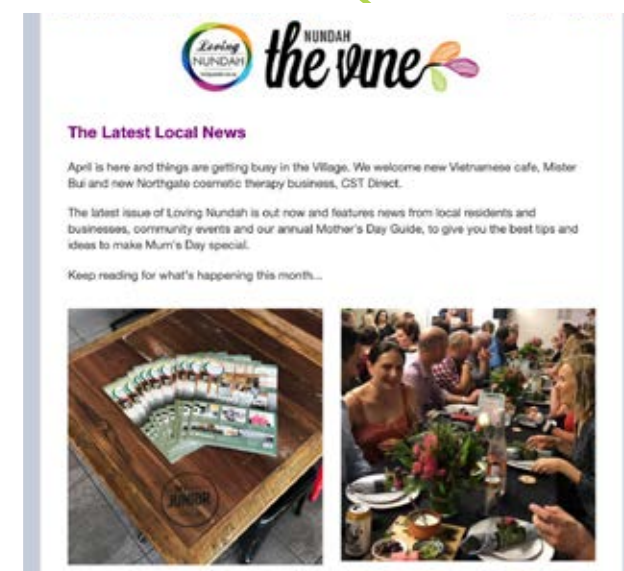 Loving
NUNDAH
NUNDAH
the vine
The Latest Local News
April is here and things are getting busy in the Village. We welcome new Vietnamese cafe, Mister
Bui and new Northgate cosmetic therapy business, CST Direct.
The latest issue of Loving Nundah is out now and features news from local residents and
businesses, community events and our annual Mother's Day Guide, to give you the best tips and
ideas to make Mum's Day special.
Keep reading for what's happening this month...
JUNIOR